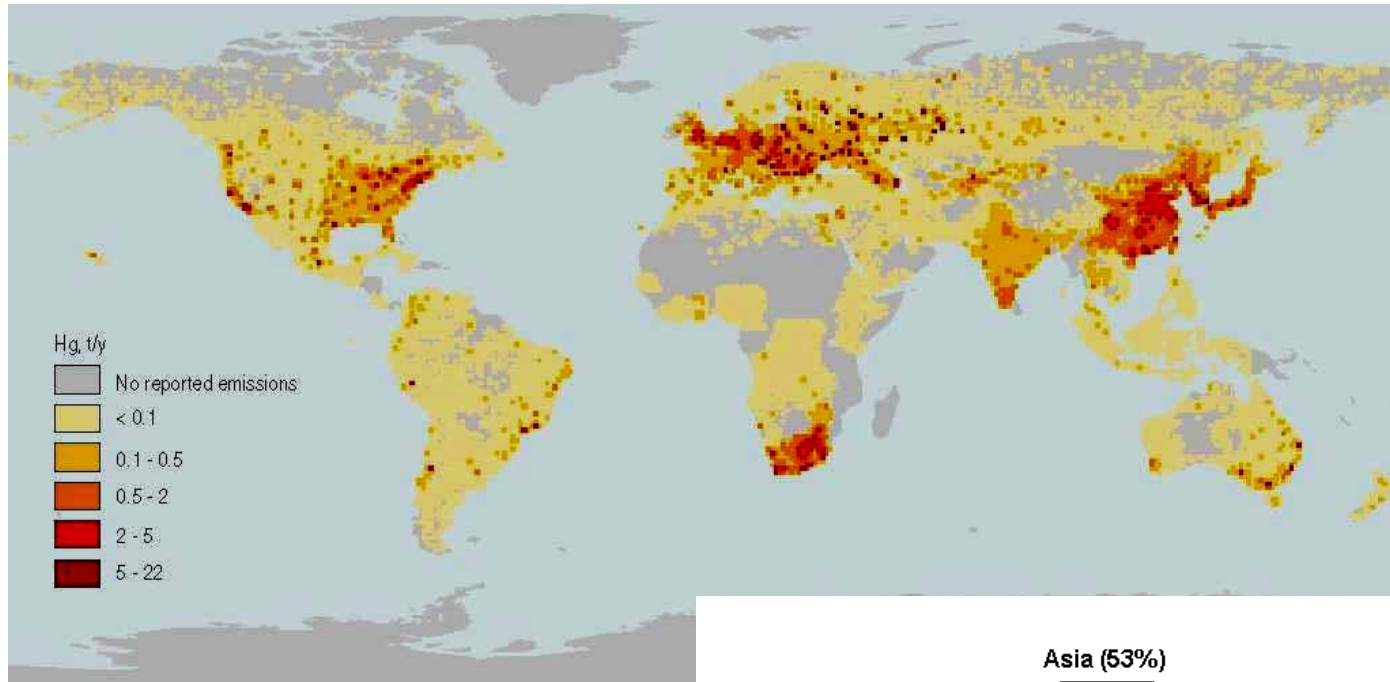 Hg, t/y
No reported emissions
< 0.1
0.1 - 0.5
0.5 - 2
2 - 5
5 - 22
Asia (53%)